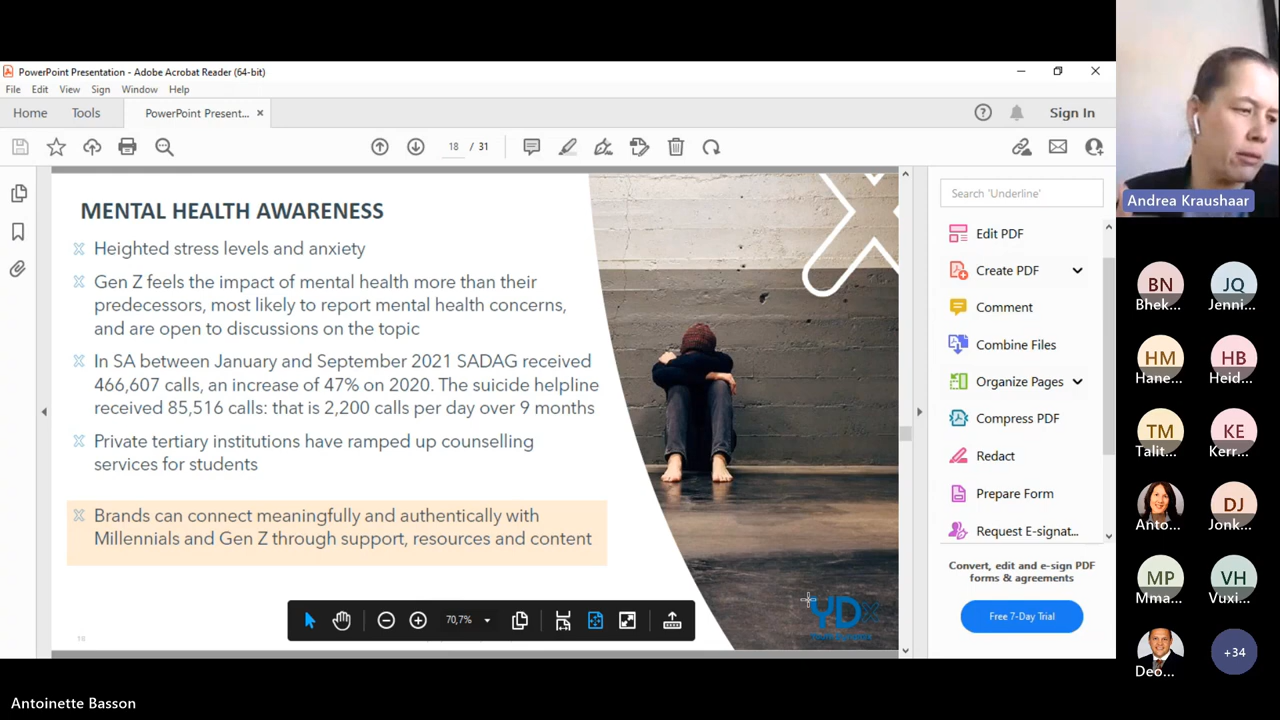 PowerPoint Presentation - Adobe Acrobat Reader (64-bit)
File Edit View Sign Window Help
Home Tools PowerPoint Present... × Sign In
18 / 31
MENTAL HEALTH AWARENESS
Heighted stress levels and anxiety
Gen Z feels the impact of mental health more than their
predecessors, most likely to report mental health concerns,
and are open to discussions on the topic
In SA between January and September 2021 SADAG received
466,607 calls, an increase of 47% on 2020. The suicide helpline
received 85,516 calls: that is 2,200 calls per day over 9 months
Private tertiary institutions have ramped up counselling
services for students
Brands can connect meaningfully and authentically with
Millennials and Gen Z through support, resources and content
YDx
18
70,7%
Search 'Underline'
Edit PDF
Create PDF
Comment
Combine Files
Organize Pages
Compress PDF
Redact
Prepare Form
Request E-signat...
Convert, edit and e-sign PDF
forms & agreements
Free 7-Day Trial
Andrea Kraushaar
BN JQ
Bhek... Jenni...
HM HB
Hane... Heid...
TM KE
Talit... Kerr...
DJ
Anto... Jonk...
MP VH
Mma... Vuxi...
+34
Deo...
Antoinette Basson